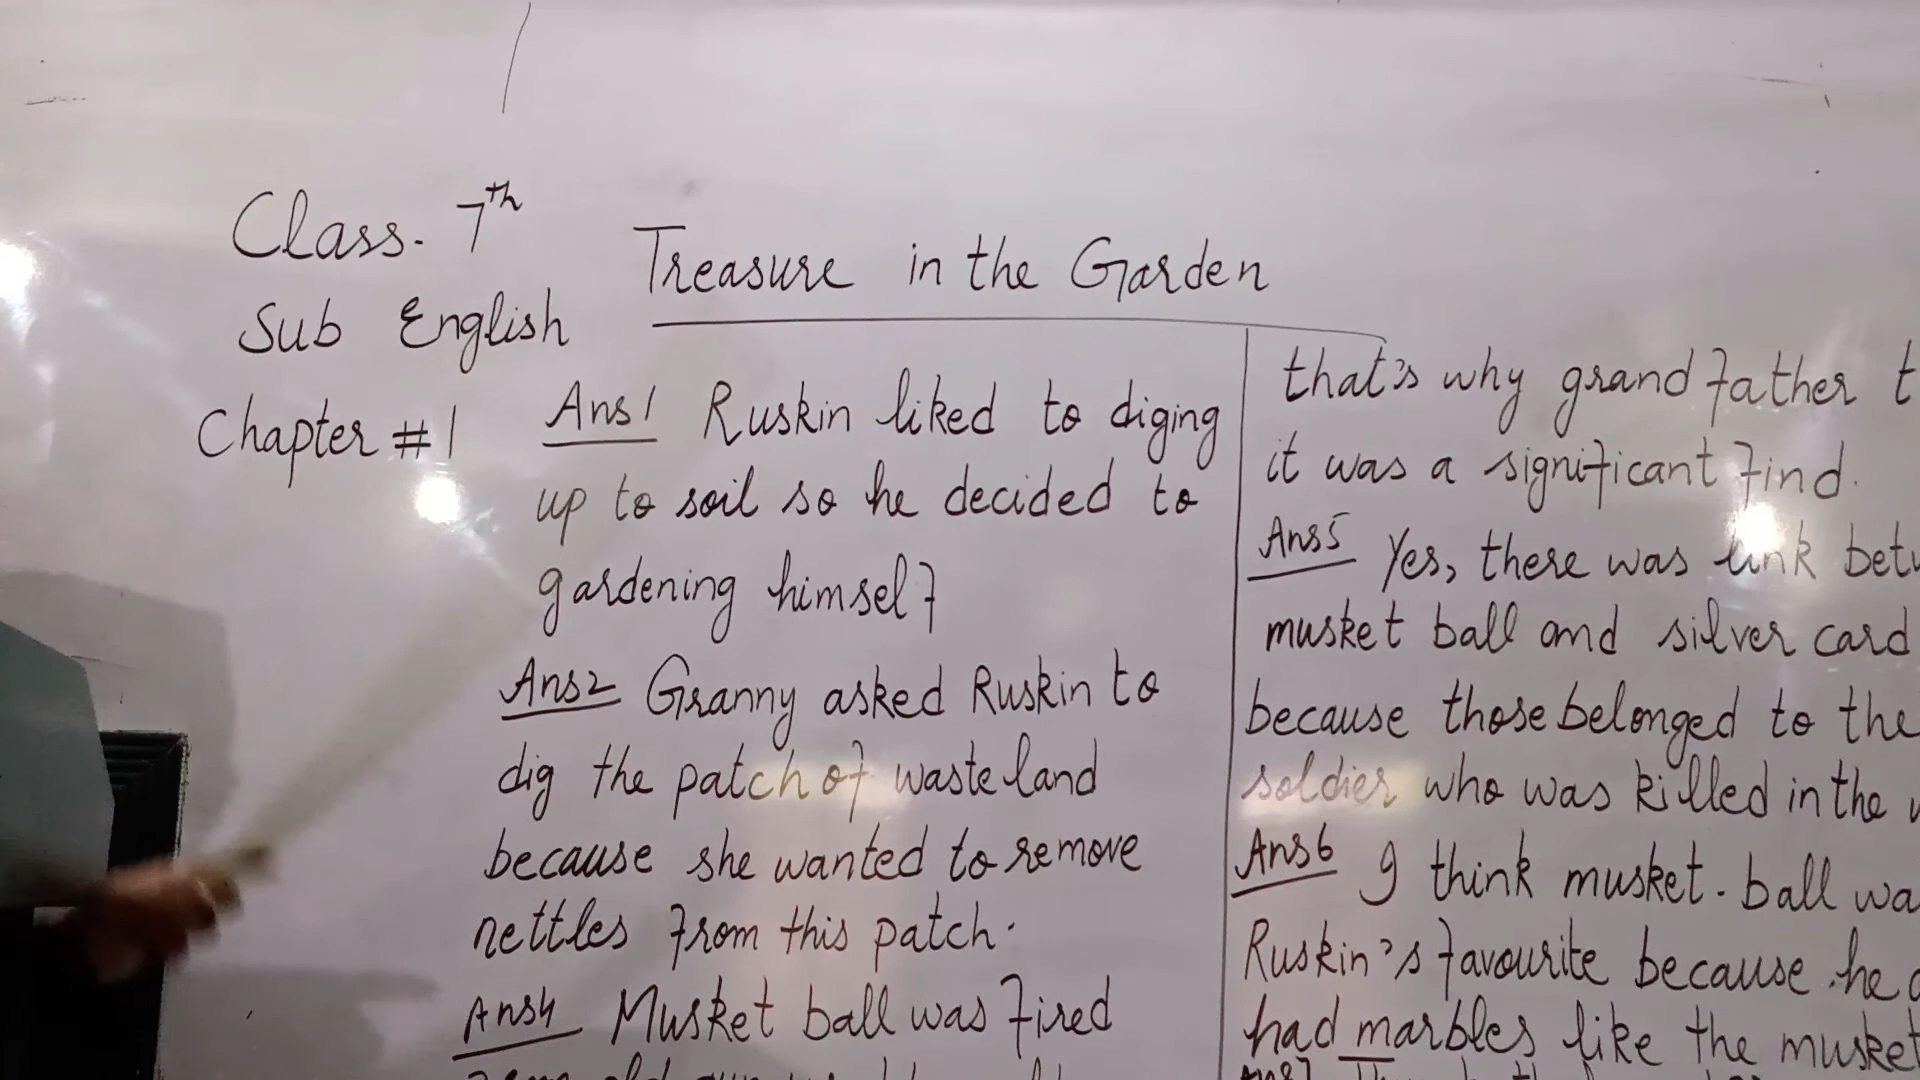 Class. 7th
Sub English
Chapter #1
Treasure in the Garden
Ans1 Ruskin liked to diging
up to soil so he decided to
gardening himself
Ans2 Granny asked Ruskin to
dig the patch of waste land
because she wanted to remove
nettles from this patch.
Ans4 Musket ball was fired
that's why grand father t
it was a significant find.
Ans5 Yes, there was link betw
musket ball and silver card
because those belonged to the
soldier who was killed in the
Ans6 I think musket. ball wa
Ruskin's favourite because he
had marbles like the musket